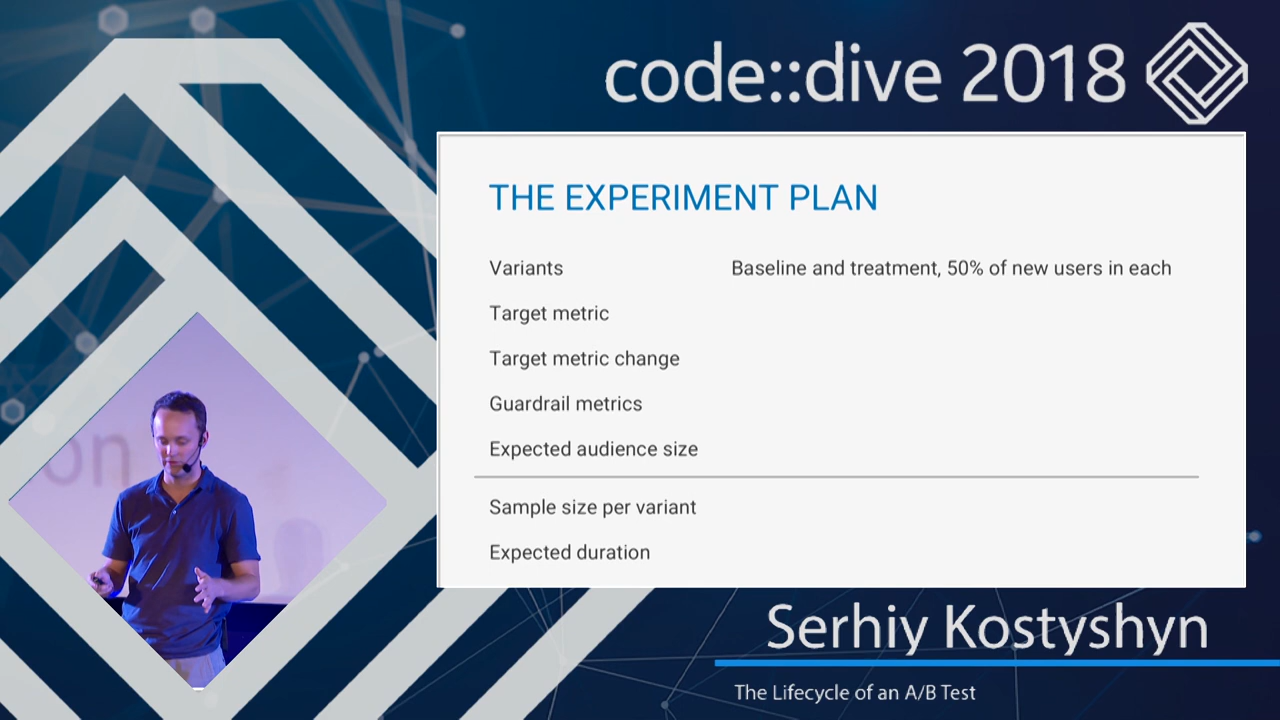 code::dive 2018
THE EXPERIMENT PLAN
Variants Baseline and treatment, 50% of new users in each
Target metric
Target metric change
Guardrail metrics
Expected audience size
Sample size per variant
Expected duration
on
Serhiy Kostyshyn
The Lifecycle of an A/B Test